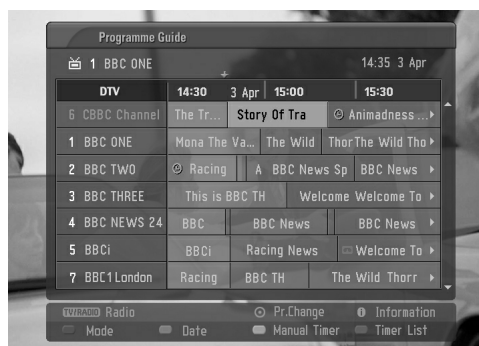 Programme Guide
1 BBC ONE 14:35 3 Apr
DTV 14:30 3 Apr 15:00 15:30
6 CBBC Channel The Tr... Story Of Tra Animadness ...
1 BBC ONE Mona The Va... The Wild Thor The Wild Tho
2 BBC TWO Racing A BBC News Sp BBC News
3 BBC THREE This is BBC TH Welcome Welcome To
4 BBC NEWS 24 BBC BBC News BBC News
5 BBCi BBCi Racing News Welcome To
7 BBC1 London Racing BBC TH The Wild Thorr
TV/RADIO Radio Pr.Change i Information
Mode Date Manual Timer Timer List